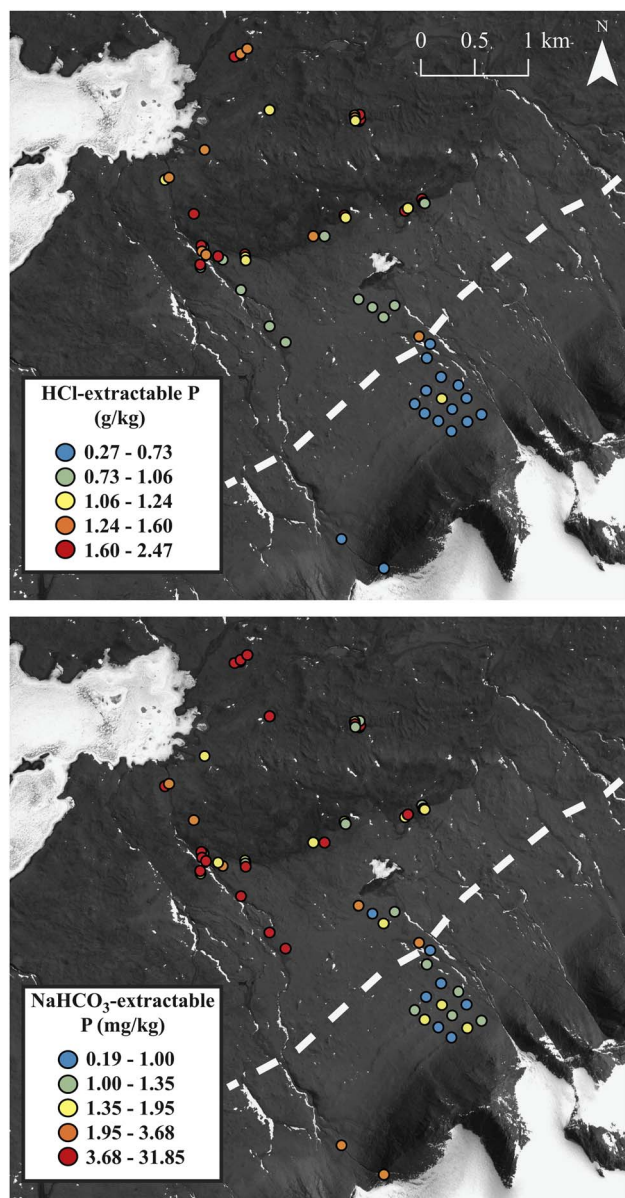 N
0 0.5 1 km
HCl-extractable P
(g/kg)
0.27 - 0.73
0.73 - 1.06
1.06 - 1.24
1.24 - 1.60
1.60 - 2.47
NaHCO₃-extractable
P (mg/kg)
0.19 - 1.00
1.00 - 1.35
1.35 - 1.95
1.95 - 3.68
3.68 - 31.85